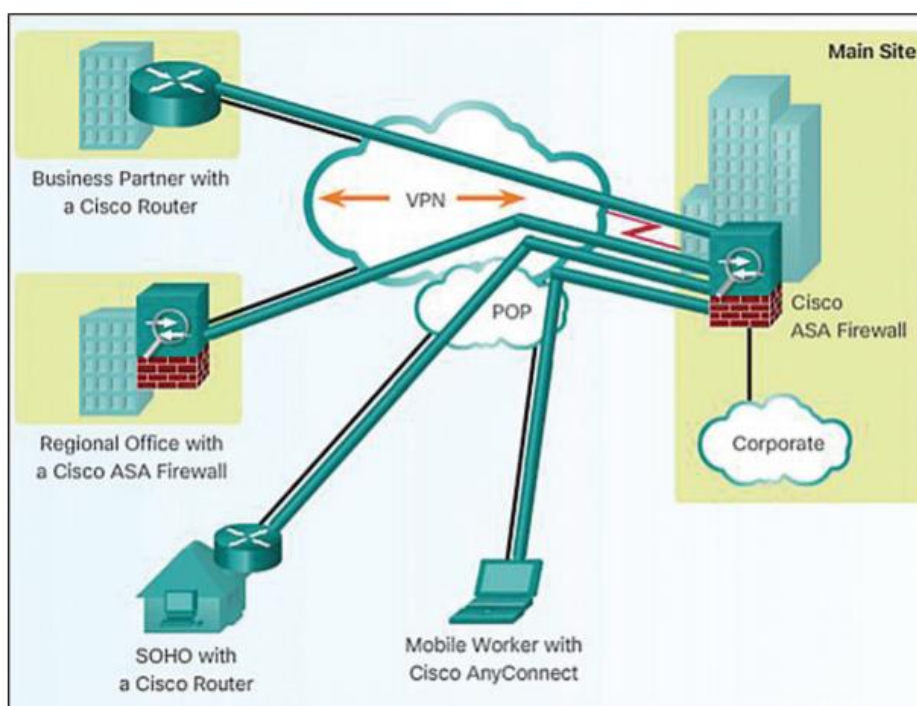 Main Site
Business Partner with
a Cisco Router
VPN
POP
Cisco
ASA Firewall
Regional Office with
a Cisco ASA Firewall
Corporate
SOHO with
a Cisco Router
Mobile Worker with
Cisco AnyConnect